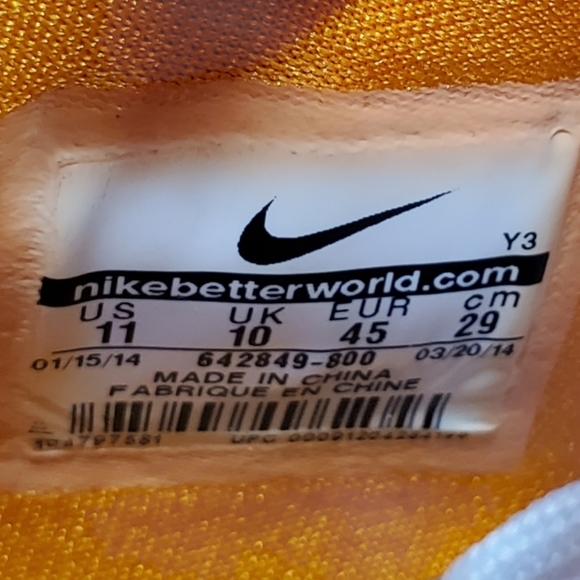 Y3
nikebetterworld.com
US UK EUR cm
11 10 45 29
01/15/14 642849-800 03/20/14
MADE IN CHINA
FABRIQUE EN CHINE
UPC